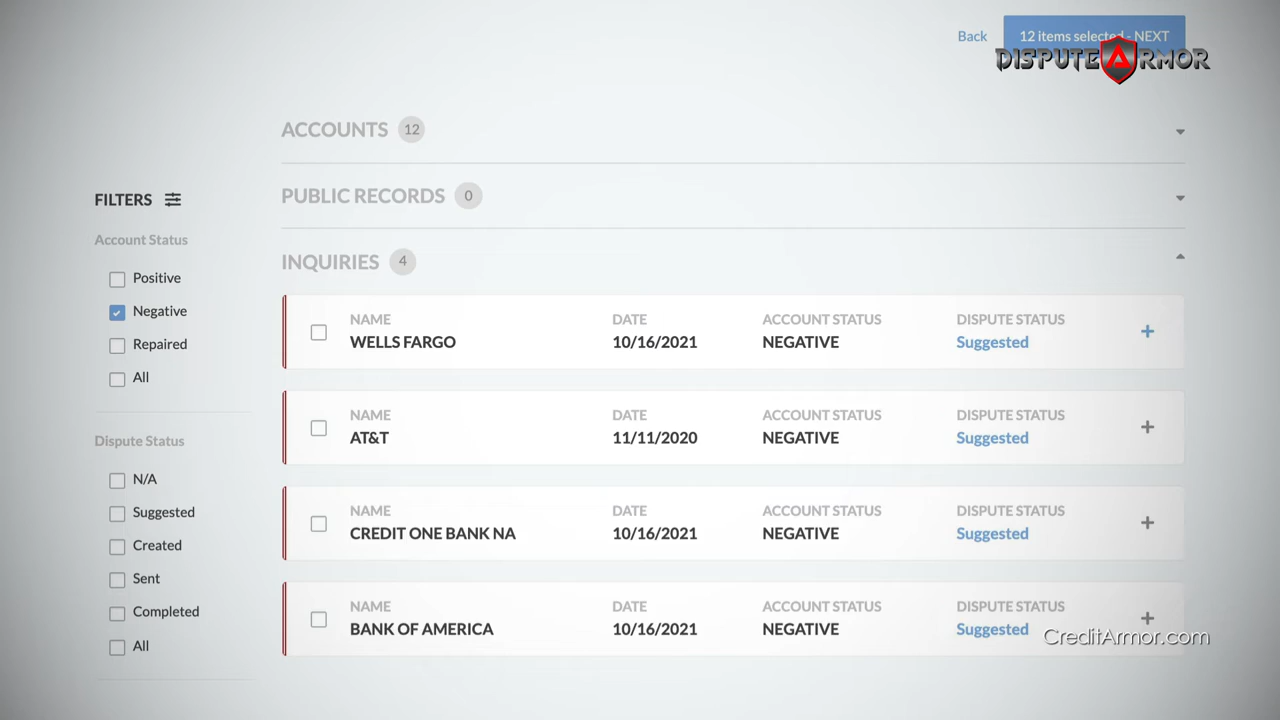 Back
12 items selected - NEXT
DISPUTE ARMOR
ACCOUNTS 12
PUBLIC RECORDS 0
FILTERS
Account Status
Positive
Negative
Repaired
All
Dispute Status
N/A
Suggested
Created
Sent
Completed
All
INQUIRIES 4
NAME DATE ACCOUNT STATUS DISPUTE STATUS
WELLS FARGO 10/16/2021 NEGATIVE Suggested
NAME DATE ACCOUNT STATUS DISPUTE STATUS
AT&T 11/11/2020 NEGATIVE Suggested
NAME DATE ACCOUNT STATUS DISPUTE STATUS
CREDIT ONE BANK NA 10/16/2021 NEGATIVE Suggested
NAME DATE ACCOUNT STATUS DISPUTE STATUS
BANK OF AMERICA 10/16/2021 NEGATIVE Suggested
CreditArmor.com